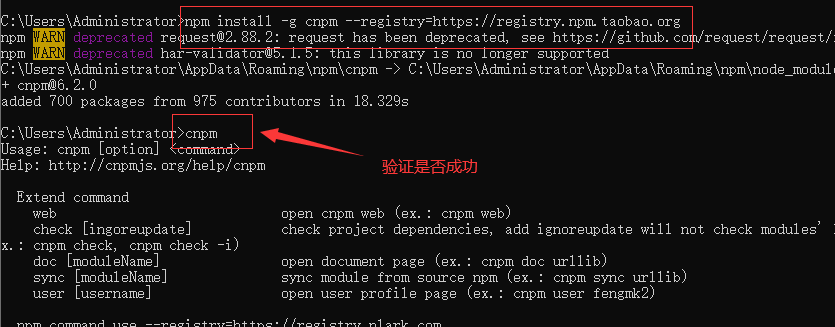 C:\Users\Administrator>npm install -g cnpm --registry=https://registry.npm.taobao.org
npm WARN deprecated request@2.88.2: request has been deprecated, see https://github.com/request/request/
npm WARN deprecated har-validator@5.1.5: this library is no longer supported
C:\Users\Administrator\AppData\Roaming\npm\cnpm -> C:\Users\Administrator\AppData\Roaming\npm\node_modul
+ cnpm@6.2.0
added 700 packages from 975 contributors in 18.329s
C:\Users\Administrator>cnpm
Usage: cnpm [option] <command>
Help: http://cnpmjs.org/help/cnpm
验证是否成功
Extend command
web open cnpm web (ex.: cnpm web)
check [ingoreupdate] check project dependencies, add ignoreupdate will not check modules'
x.: cnpm check, cnpm check -i)
doc [moduleName] open document page (ex.: cnpm doc urllib)
sync [moduleName] sync module from source npm (ex.: cnpm sync urllib)
user [username] open user profile page (ex.: cnpm user fengmk2)
npm command use --registry=https://registry.nlark.com